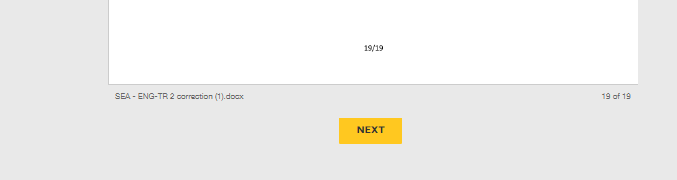 19/19
SEA - ENG-TR 2 correction (1).docx
19 of 19
NEXT